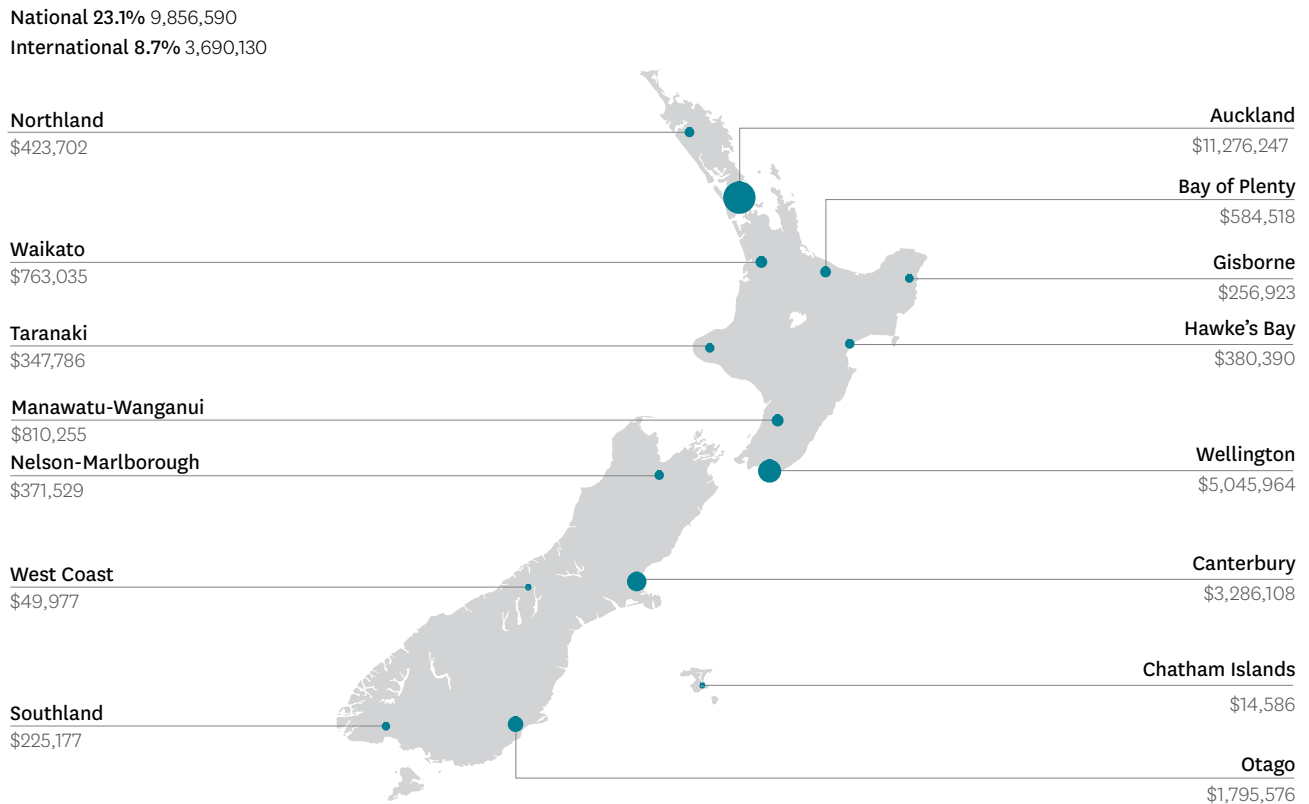 National 23.1% 9,856,590
International 8.7% 3,690,130
Northland
$423,702
Waikato
$763,035
Taranaki
$347,786
Manawatu-Wanganui
$810,255
Nelson-Marlborough
$371,529
West Coast
$49,977
Southland
$225,177
Auckland
$11,276,247
Bay of Plenty
$584,518
Gisborne
$256,923
Hawke’s Bay
$380,390
Wellington
$5,045,964
Canterbury
$3,286,108
Chatham Islands
$14,586
Otago
$1,795,576